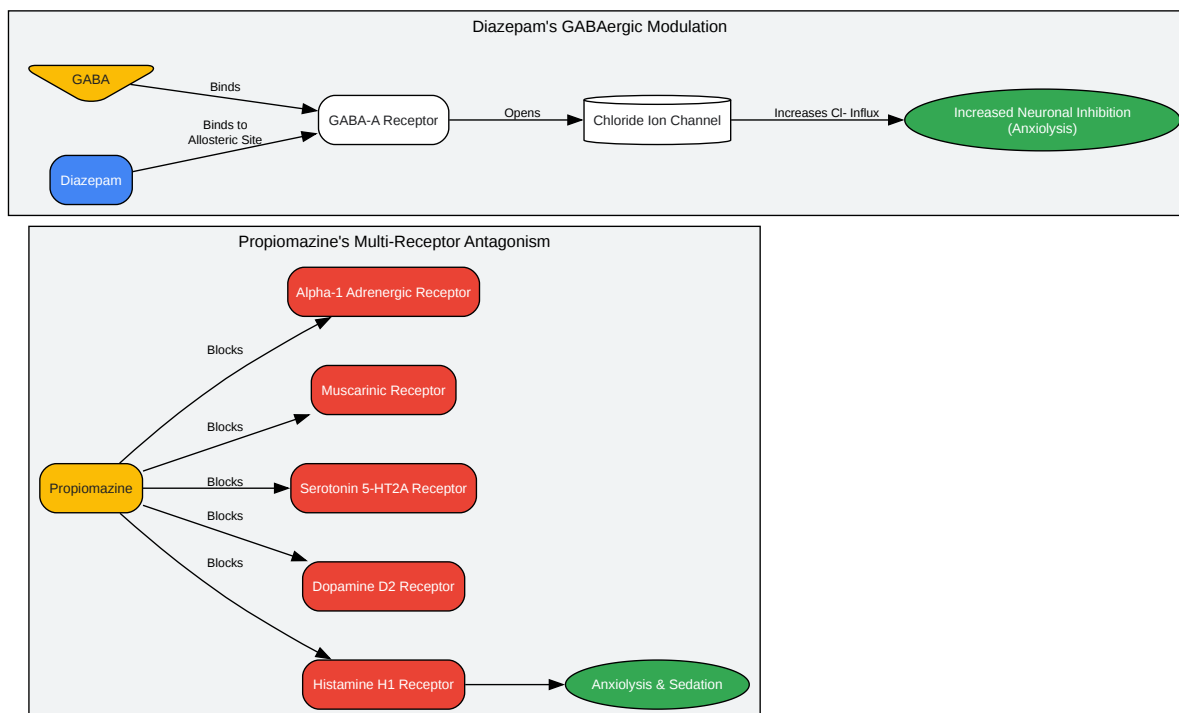 Diazepam's GABAergic Modulation
GABA
Binds
Binds to
Allosteric Site
Diazepam
GABA-A Receptor
Opens
Chloride Ion Channel
Increases Cl- Influx
Increased Neuronal Inhibition
(Anxiolysis)
Propiomazine's Multi-Receptor Antagonism
Propiomazine
Blocks
Alpha-1 Adrenergic Receptor
Blocks
Muscarinic Receptor
Blocks
Serotonin 5-HT2A Receptor
Blocks
Dopamine D2 Receptor
Blocks
Histamine H1 Receptor
Anxiolysis & Sedation